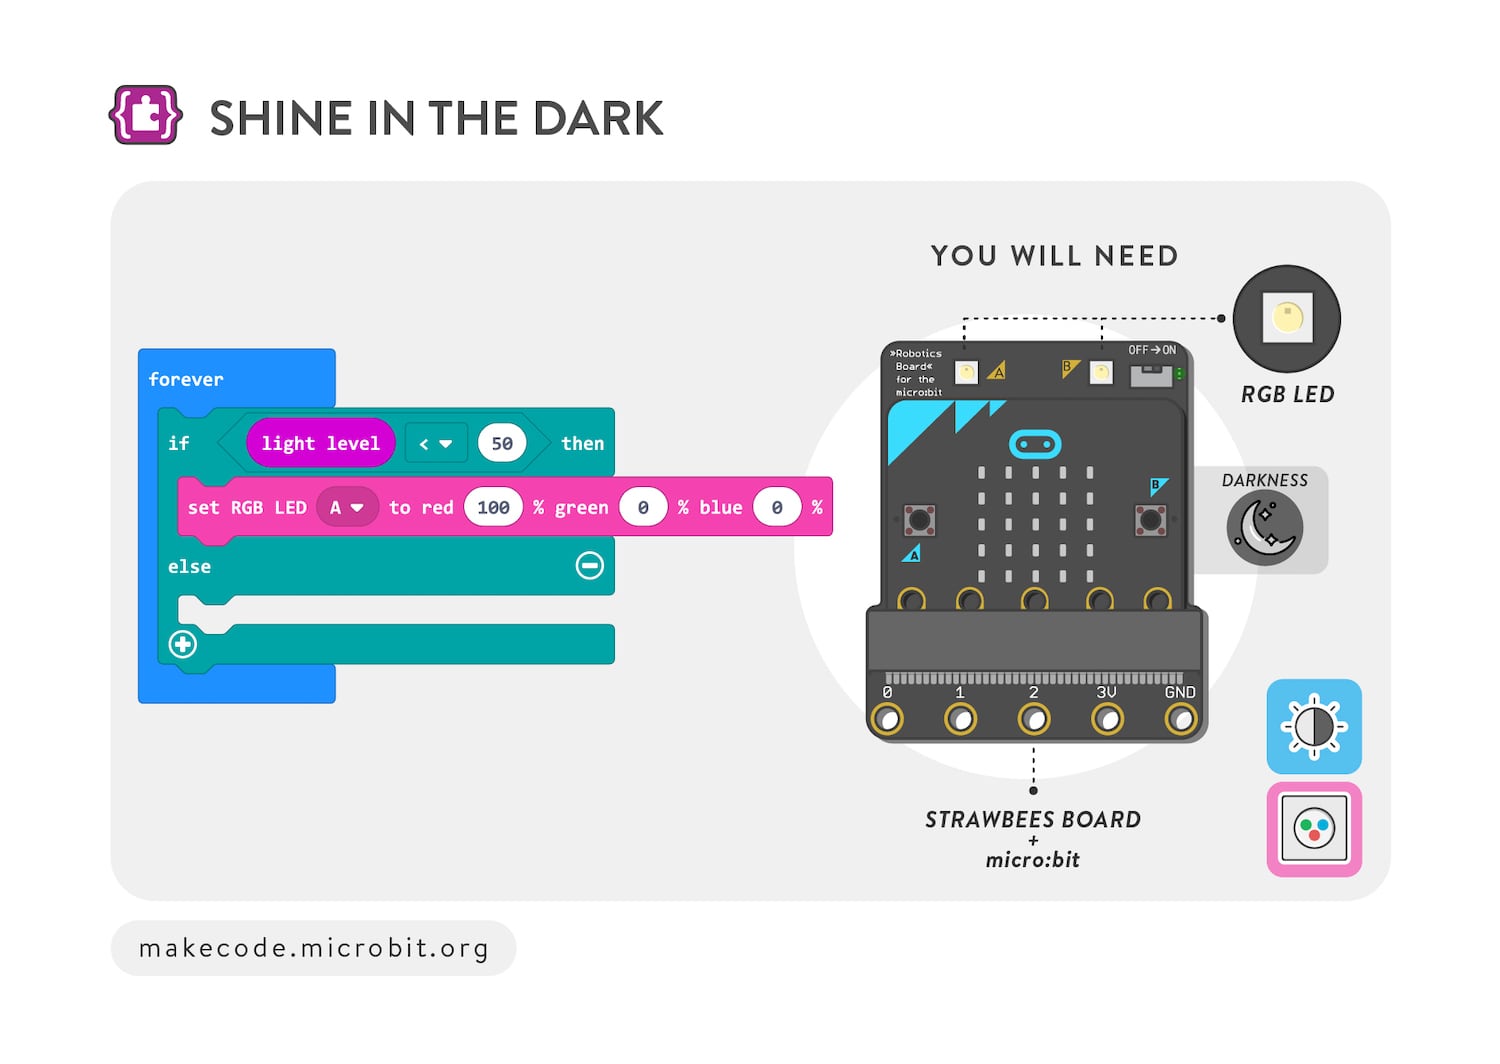 SHINE IN THE DARK
YOU WILL NEED
forever
if light level < 50 then
set RGB LED A to red 100 % green 0 % blue 0 %
else
»Robotics
Board«
for the
micro:bit
A
B
OFF→ON
RGB LED
DARKNESS
B
A
0 1 2 3V GND
STRAWBEES BOARD
+
micro:bit
makecode.microbit.org